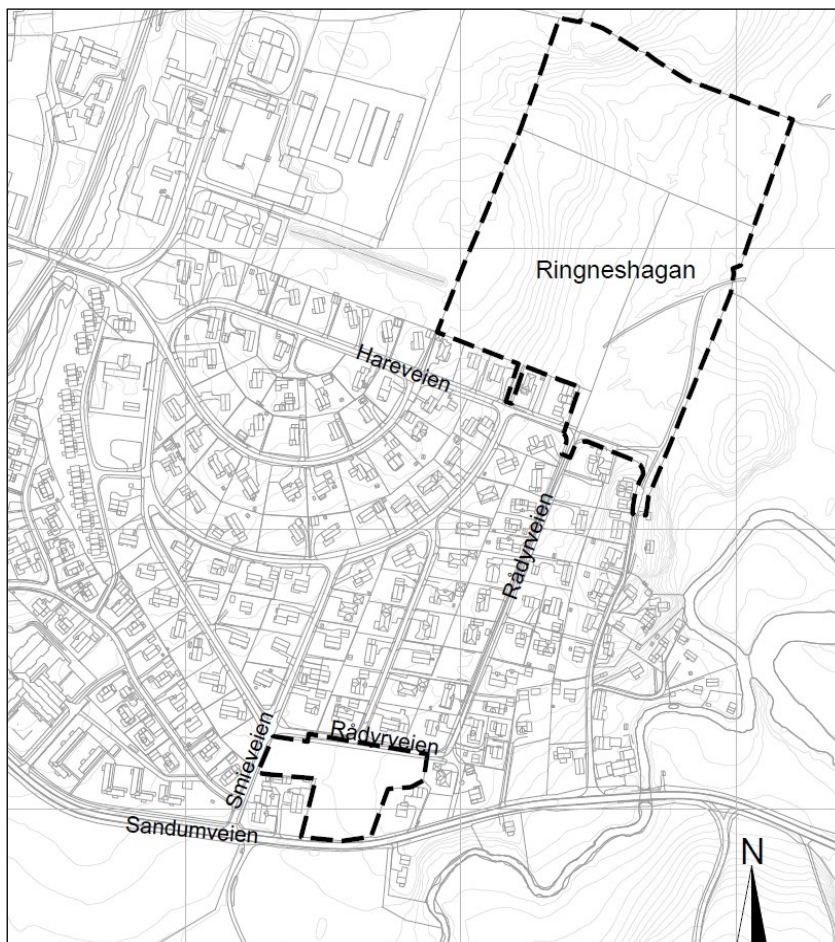 Ringneshagan
Hareveien
Rådyrveien
Rådyrveien
Smieveien
Sandumveien
N